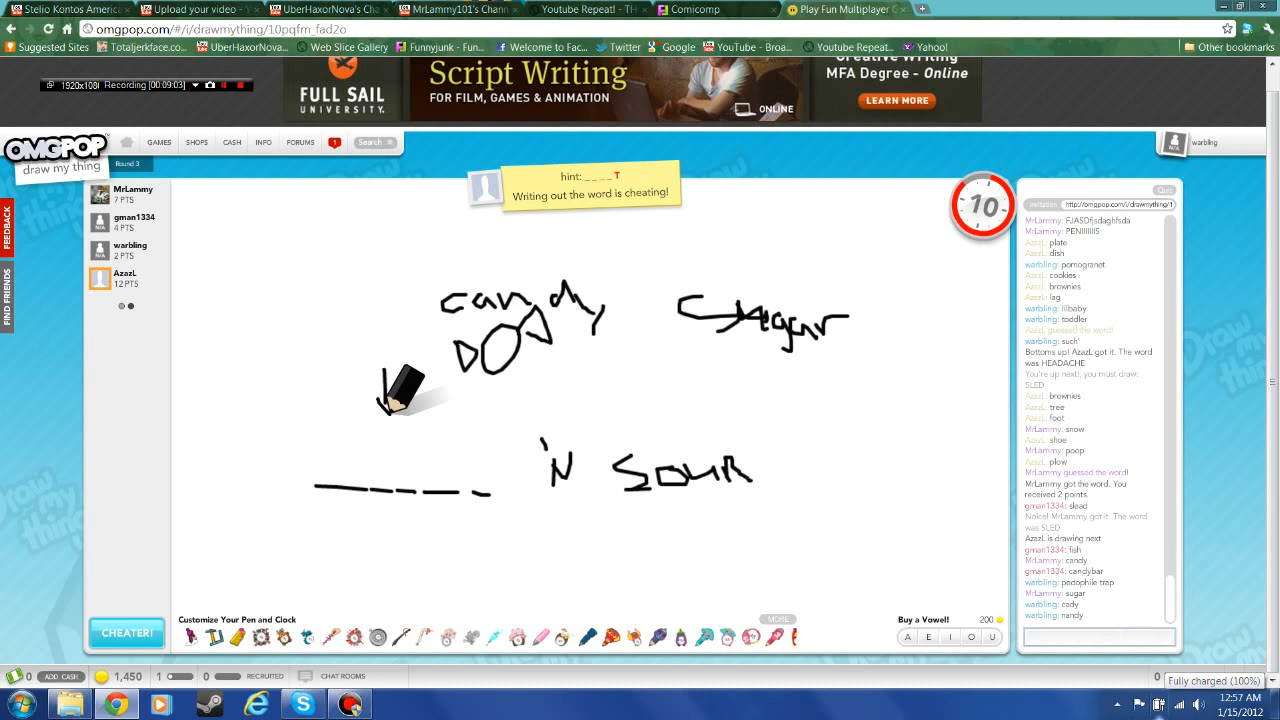 Stelio Kontos Amazin
Upload your video - Y
UberHaxorNova's Cha
MrLammy101's Chann
Youtube Repeat! - TH
Comicomp
Play Fun Multiplayer C
omgpop.com/#/i/drawmything/10pqfm_fad2o
Suggested Sites
Totaljerkface.co...
UberHaxorNova's...
Web Slice Gallery
Funnyjunk - Fun...
Welcome to Fac...
Twitter
Google
YouTube - Broa...
Youtube Repeat...
Yahoo!
Other bookmarks
1920x108( Recording [00:09:03]
FULL SAIL
UNIVERSITY.
Script Writing
FOR FILM, GAMES & ANIMATION
ONLINE
Creative Writing
MFA Degree - Online
LEARN MORE
OMGPOP
draw my thing
GAMES SHOPS CASH INFO FORUMS 1 Search
warbling
Round 3
FEEDBACK
FIND FRIENDS
MrLammy
7 PTS
gman1334
4 PTS
warbling
2 PTS
AzazL
12 PTS
hint: _ _ _ _ T
Writing out the word is cheating!
10
candy
'N SOUR
Quit
invitation http://omgpop.com/i/drawmything/1
MrLammy: FJASDfjsdaghfsda
MrLammy: PENIIIIIIIS
AzazL: plate
AzazL: dish
warbling: pomogranet
AzazL: cookies
AzazL: brownies
AzazL: lag
warbling: lilbaby
warbling: toddler
AzazL guessed the word!
warbling: such'
Bottoms up! AzazL got it. The word
was HEADACHE
You're up next!, you must draw:
SLED
AzazL: brownies
AzazL: tree
AzazL: foot
MrLammy: snow
AzazL: shoe
MrLammy: poop
AzazL: plow
MrLammy guessed the word!
MrLammy got the word. You
received 2 points.
gman1334: slead
Noice! MrLammy got it. The word
was SLED
AzazL is drawing next
gman1334: fish
MrLammy: candy
gman1334: candybar
warbling: pedophile trap
MrLammy: sugar
warbling: cady
warbling: nandy
CHEATER!
Customize Your Pen and Clock
MORE
Buy a Vowel! 200
A E I O U
0 ADD CASH 1,450 1 0 RECRUITED CHAT ROOMS 0
Fully charged (100%)
12:57 AM
1/15/2012